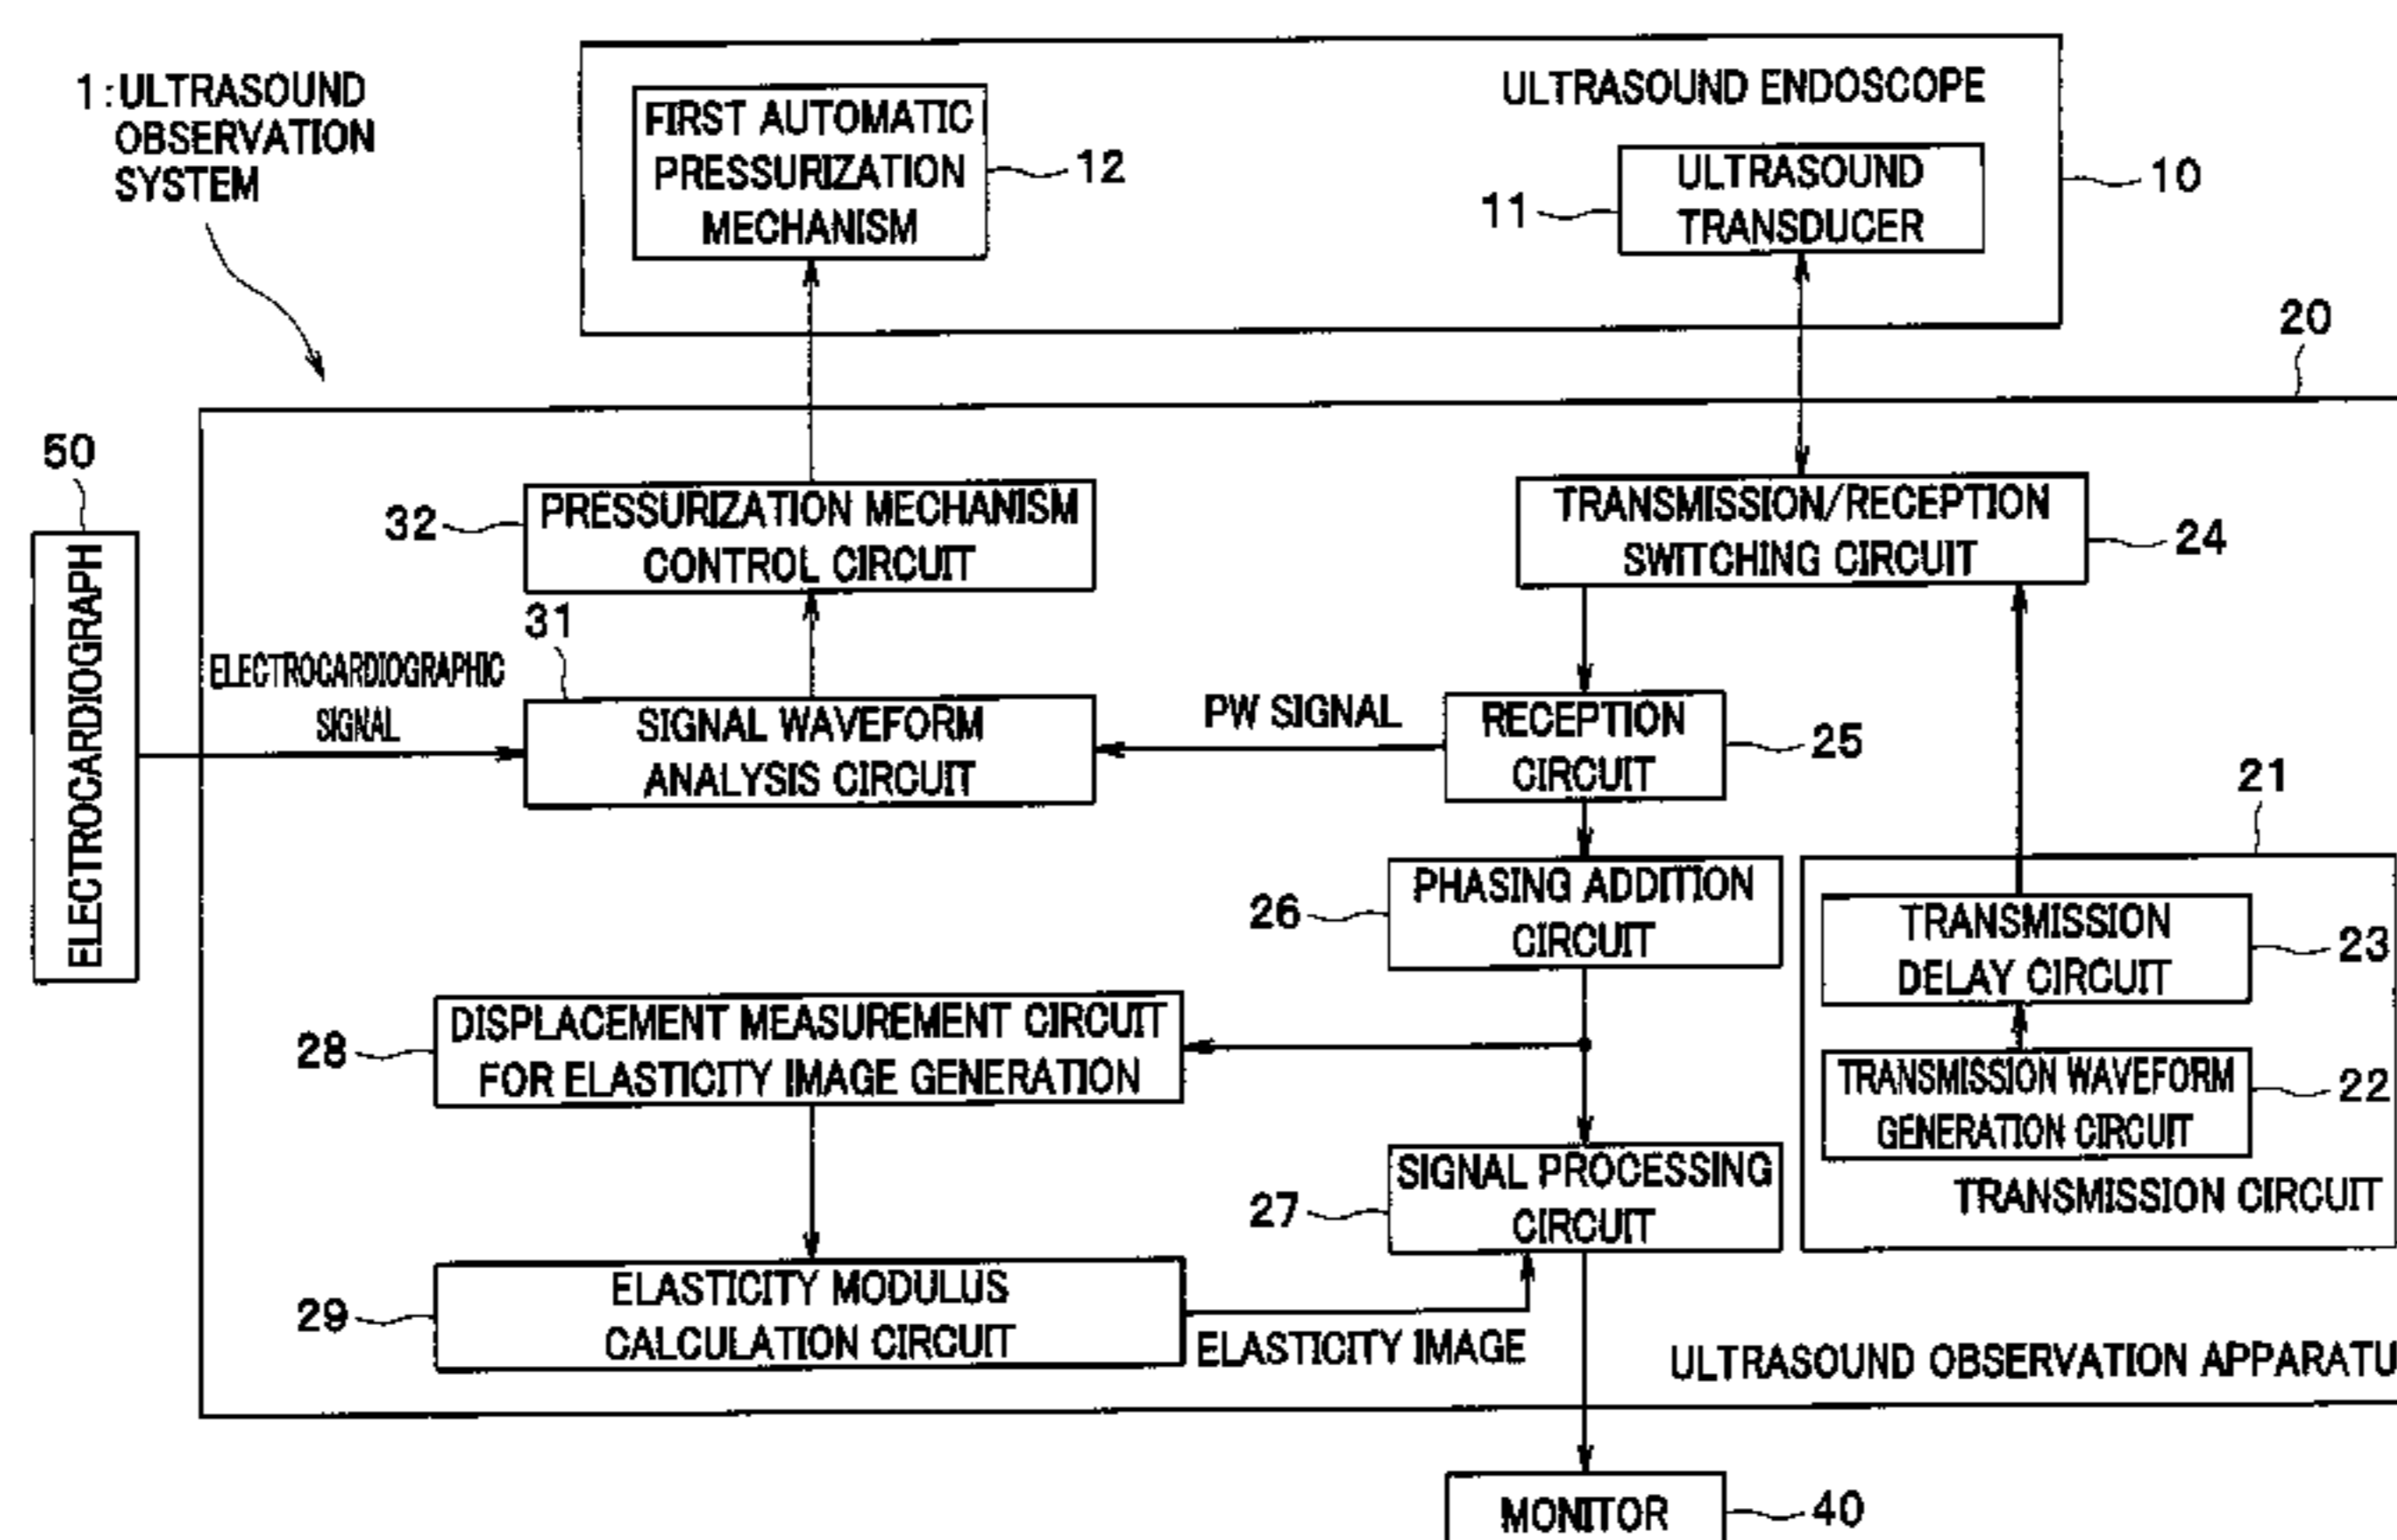 1:ULTRASOUND
OBSERVATION
SYSTEM
ULTRASOUND ENDOSCOPE
FIRST AUTOMATIC
PRESSURIZATION
MECHANISM
12
11
ULTRASOUND
TRANSDUCER
10
20
50
ELECTROCARDIOGRAPH
32
PRESSURIZATION MECHANISM
CONTROL CIRCUIT
TRANSMISSION/RECEPTION
SWITCHING CIRCUIT
24
31
ELECTROCARDIOGRAPHIC
SIGNAL
SIGNAL WAVEFORM
ANALYSIS CIRCUIT
PW SIGNAL
RECEPTION
CIRCUIT
25
21
26
PHASING ADDITION
CIRCUIT
TRANSMISSION
DELAY CIRCUIT
23
28
DISPLACEMENT MEASUREMENT CIRCUIT
FOR ELASTICITY IMAGE GENERATION
TRANSMISSION WAVEFORM
GENERATION CIRCUIT
22
TRANSMISSION CIRCUIT
27
SIGNAL PROCESSING
CIRCUIT
29
ELASTICITY MODULUS
CALCULATION CIRCUIT
ELASTICITY IMAGE
ULTRASOUND OBSERVATION APPARATU
MONITOR
40